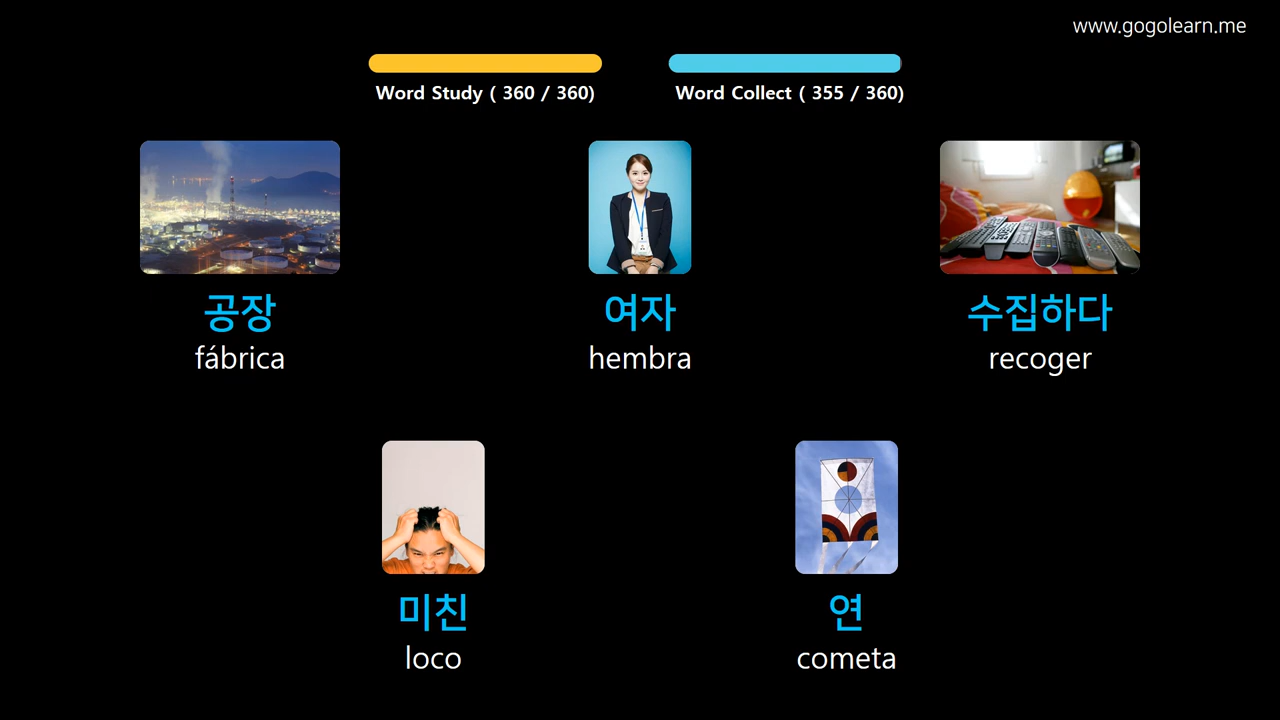 www.gogolearn.me
Word Study ( 360 / 360)
Word Collect ( 355 / 360)
공장
fábrica
여자
hembra
수집하다
recoger
미친
loco
연
cometa